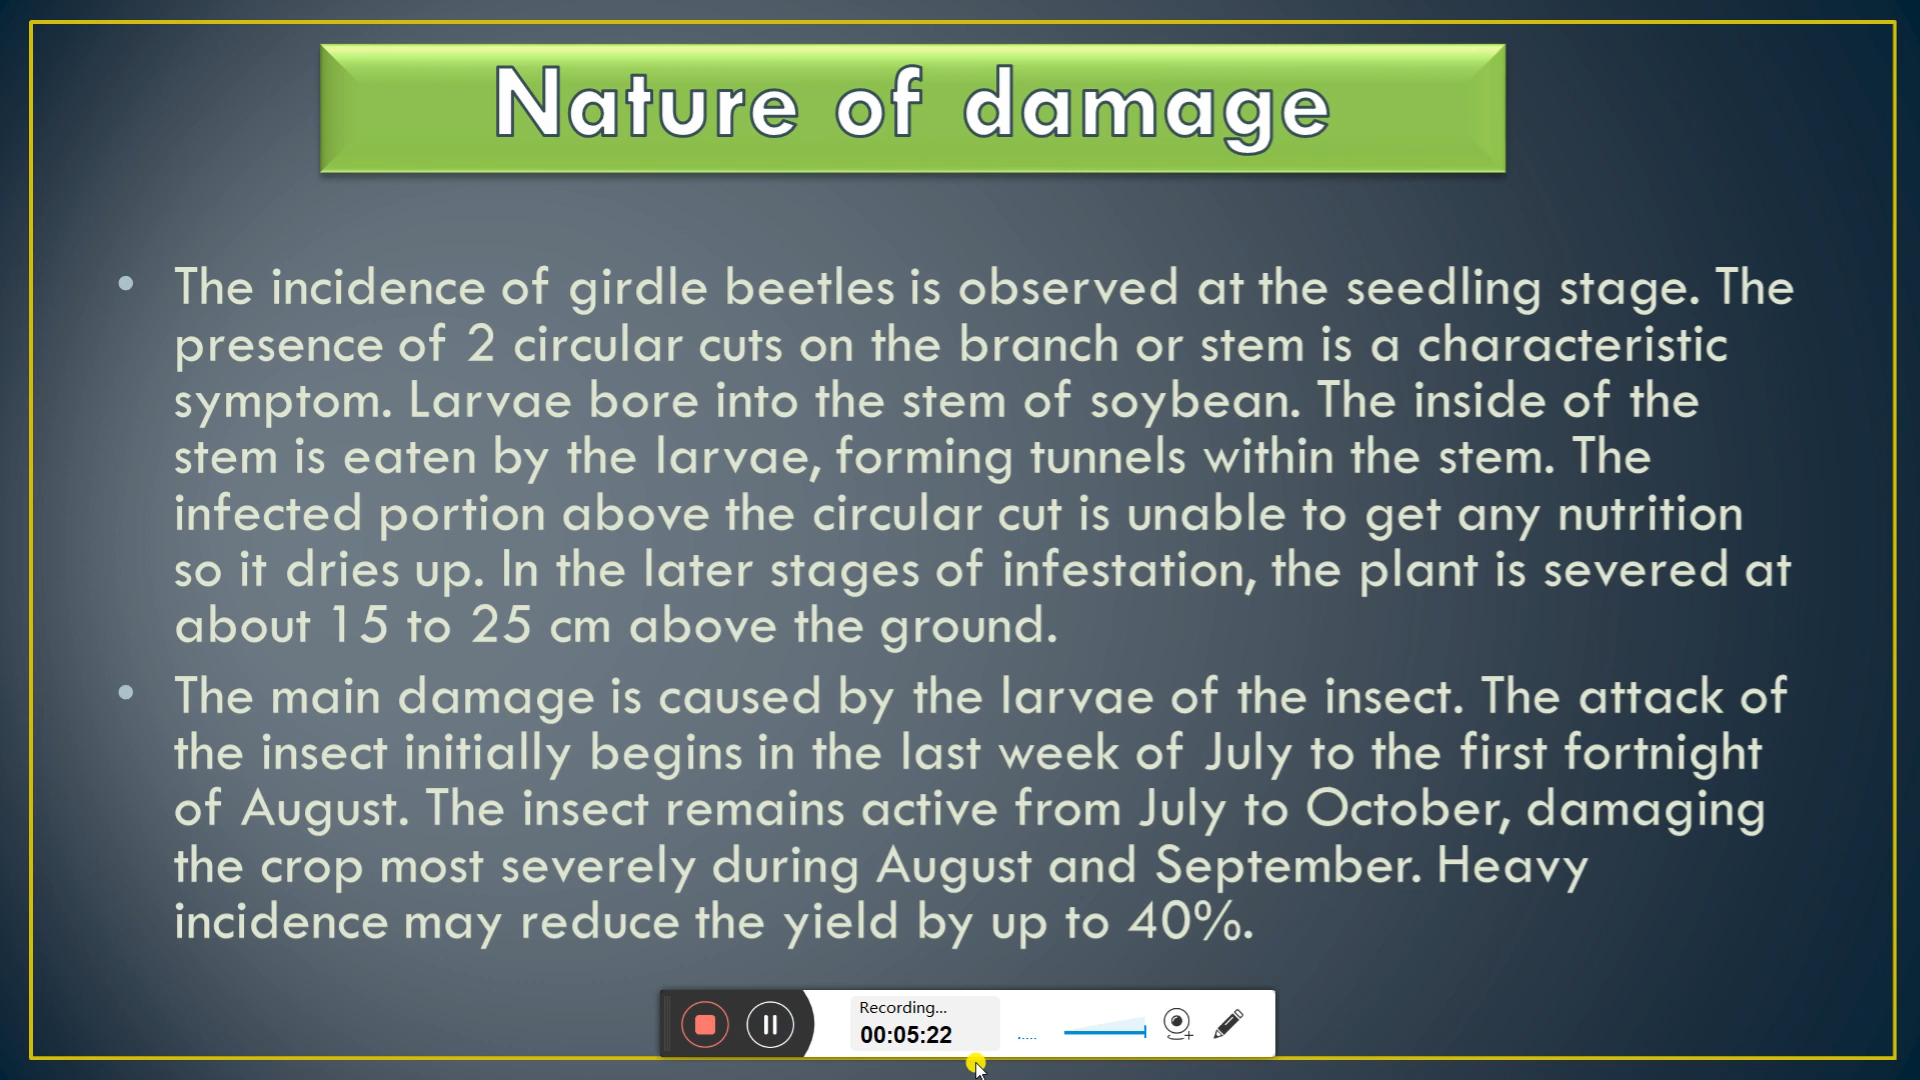 Nature of damage
• The incidence of girdle beetles is observed at the seedling stage. The
presence of 2 circular cuts on the branch or stem is a characteristic
symptom. Larvae bore into the stem of soybean. The inside of the
stem is eaten by the larvae, forming tunnels within the stem. The
infected portion above the circular cut is unable to get any nutrition
so it dries up. In the later stages of infestation, the plant is severed at
about 15 to 25 cm above the ground.
• The main damage is caused by the larvae of the insect. The attack of
the insect initially begins in the last week of July to the first fortnight
of August. The insect remains active from July to October, damaging
the crop most severely during August and September. Heavy
incidence may reduce the yield by up to 40%.
Recording...
00:05:22